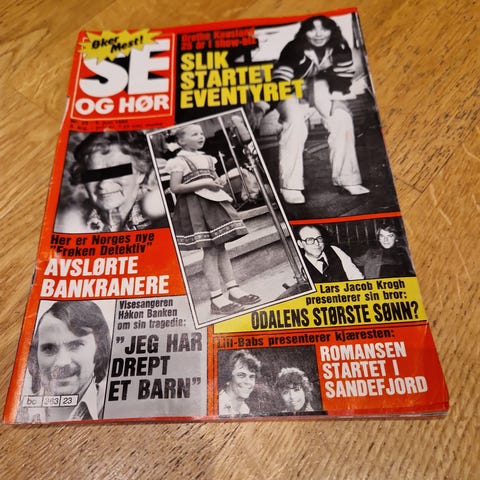 Øker
Mest!
SE
OG HØR
Grethe Kausland
25 år i show-biz
SLIK
STARTET
EVENTYRET
Her er Norges nye
"Frøken Detektiv"
AVSLØRTE
BANKRANERE
Lars Jacob Krogh
presenterer sin bror:
ODALENS STØRSTE SØNN?
Visesangeren
Håkon Banken
om sin tragedie:
"JEG HAR
DREPT
ET BARN"
Lill-Babs presenterer kjæresten:
ROMANSEN
STARTET I
SANDEFJORD
23